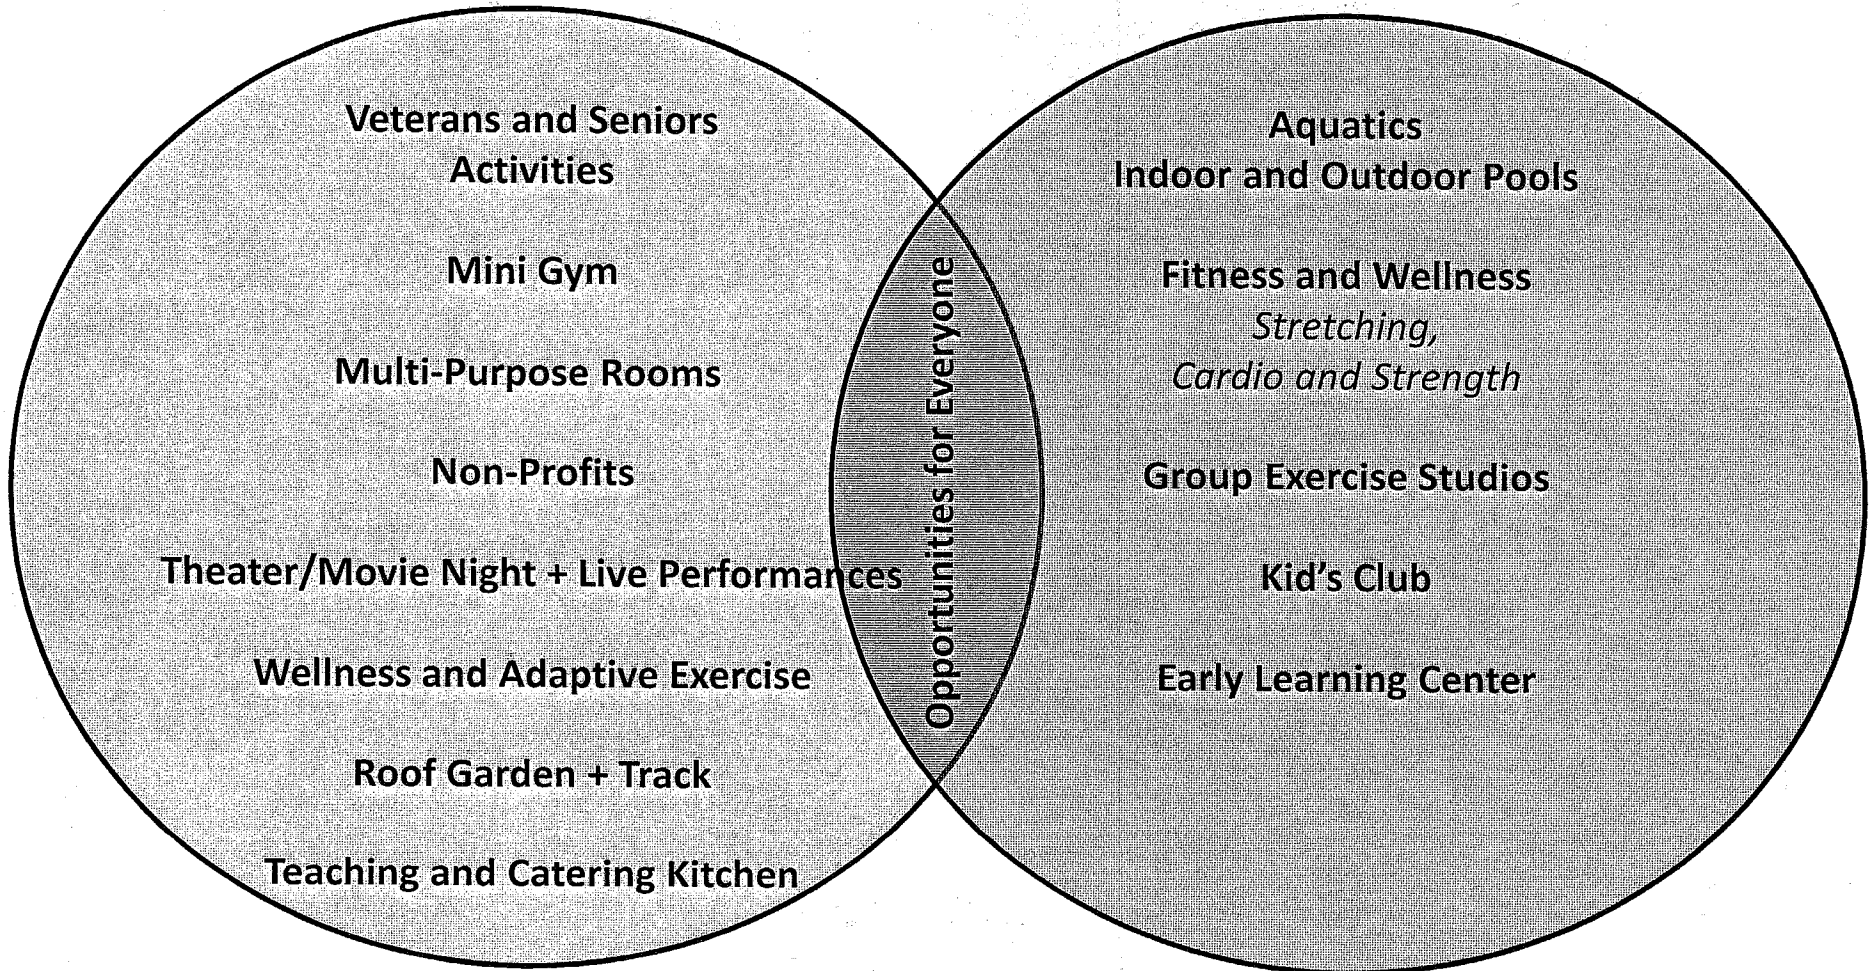 Veterans and Seniors
Activities
Mini Gym
Multi-Purpose Rooms
Non-Profits
Theater/Movie Night + Live Performances
Wellness and Adaptive Exercise
Roof Garden + Track
Teaching and Catering Kitchen
Opportunities for Everyone
Aquatics
Indoor and Outdoor Pools
Fitness and Wellness
Stretching,
Cardio and Strength
Group Exercise Studios
Kid’s Club
Early Learning Center